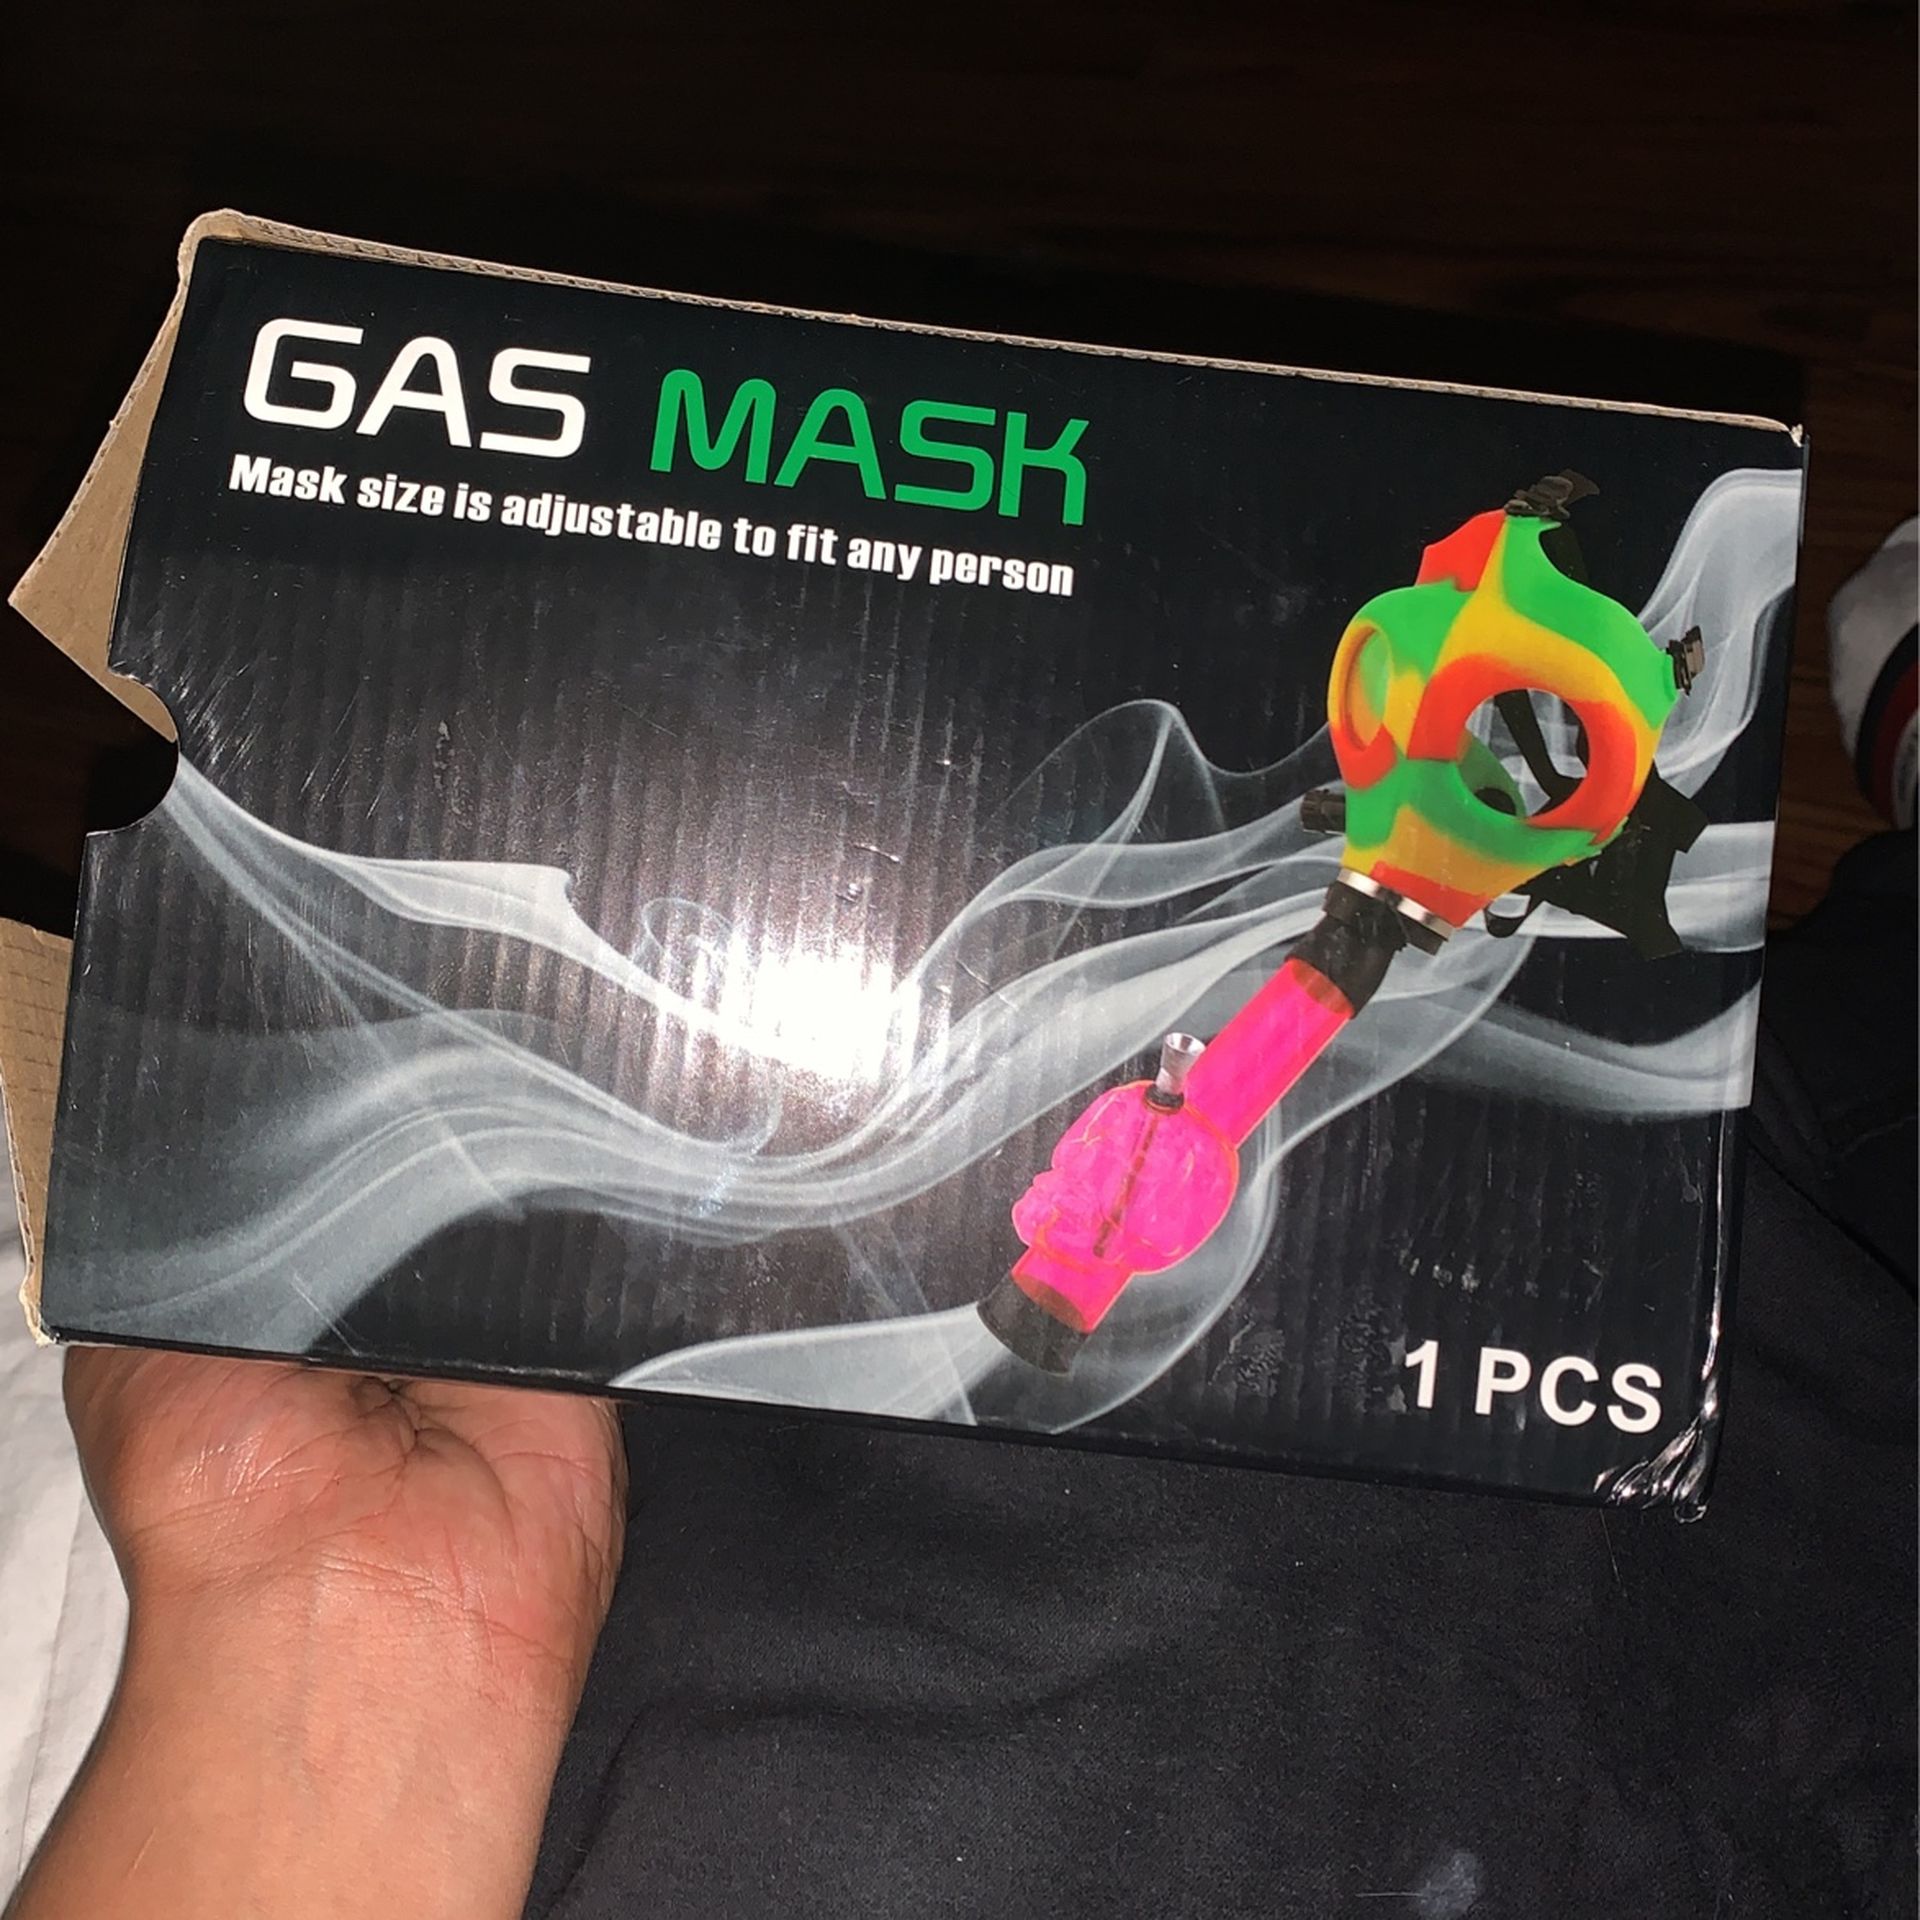 GAS MASK
Mask size is adjustable to fit any person
1 PCS